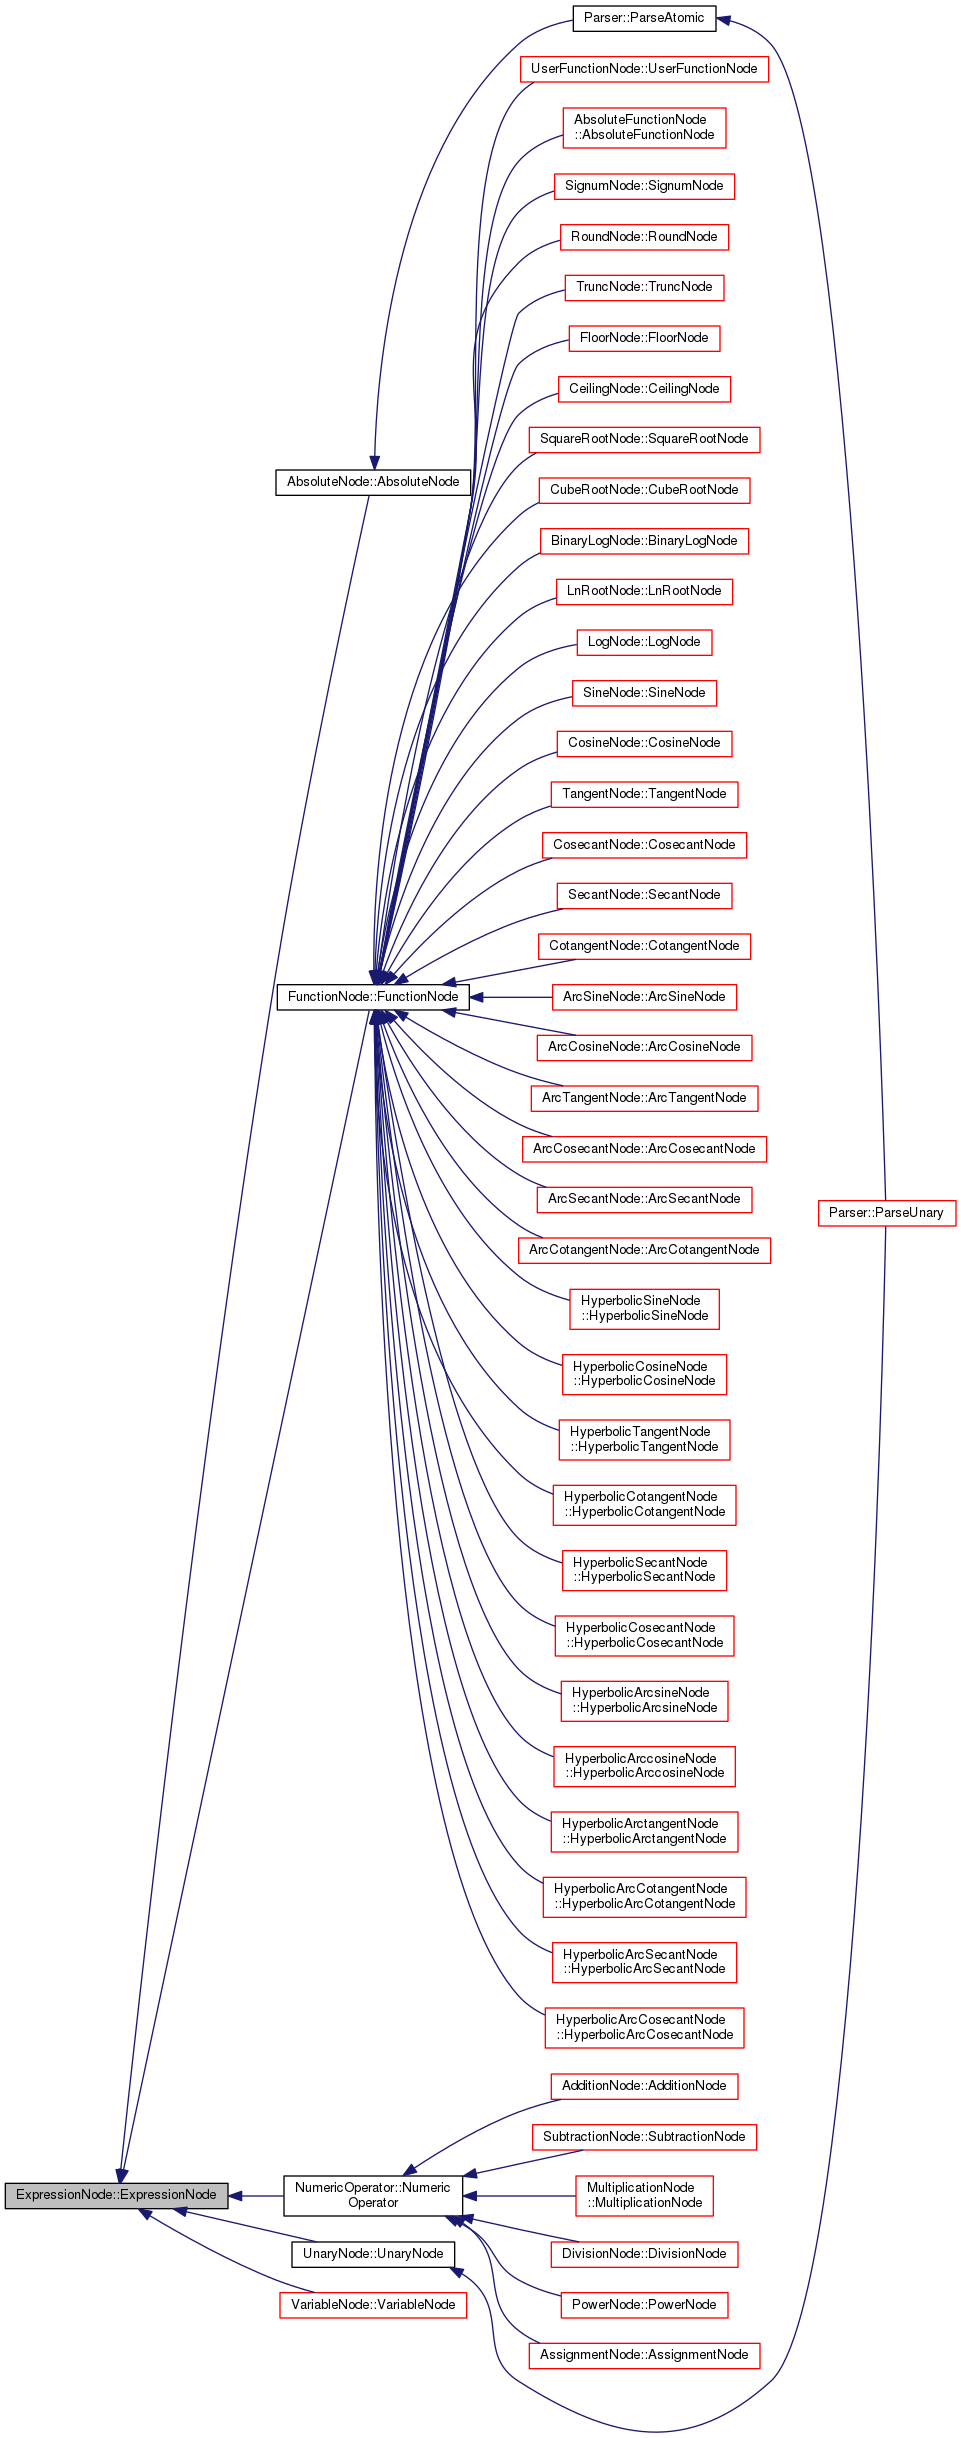 Parser::ParseAtomic
UserFunctionNode::UserFunctionNode
AbsoluteFunctionNode
::AbsoluteFunctionNode
SignumNode::SignumNode
RoundNode::RoundNode
TruncNode::TruncNode
FloorNode::FloorNode
CeilingNode::CeilingNode
SquareRootNode::SquareRootNode
AbsoluteNode::AbsoluteNode
CubeRootNode::CubeRootNode
BinaryLogNode::BinaryLogNode
LnRootNode::LnRootNode
LogNode::LogNode
SineNode::SineNode
CosineNode::CosineNode
TangentNode::TangentNode
CosecantNode::CosecantNode
SecantNode::SecantNode
CotangentNode::CotangentNode
FunctionNode::FunctionNode
ArcSineNode::ArcSineNode
ArcCosineNode::ArcCosineNode
ArcTangentNode::ArcTangentNode
ArcCosecantNode::ArcCosecantNode
ArcSecantNode::ArcSecantNode
Parser::ParseUnary
ArcCotangentNode::ArcCotangentNode
HyperbolicSineNode
::HyperbolicSineNode
HyperbolicCosineNode
::HyperbolicCosineNode
HyperbolicTangentNode
::HyperbolicTangentNode
HyperbolicCotangentNode
::HyperbolicCotangentNode
HyperbolicSecantNode
::HyperbolicSecantNode
HyperbolicCosecantNode
::HyperbolicCosecantNode
HyperbolicArcsineNode
::HyperbolicArcsineNode
HyperbolicArccosineNode
::HyperbolicArccosineNode
HyperbolicArctangentNode
::HyperbolicArctangentNode
HyperbolicArcCotangentNode
::HyperbolicArcCotangentNode
HyperbolicArcSecantNode
::HyperbolicArcSecantNode
HyperbolicArcCosecantNode
::HyperbolicArcCosecantNode
AdditionNode::AdditionNode
SubtractionNode::SubtractionNode
ExpressionNode::ExpressionNode
NumericOperator::Numeric
Operator
MultiplicationNode
::MultiplicationNode
UnaryNode::UnaryNode
DivisionNode::DivisionNode
VariableNode::VariableNode
PowerNode::PowerNode
AssignmentNode::AssignmentNode